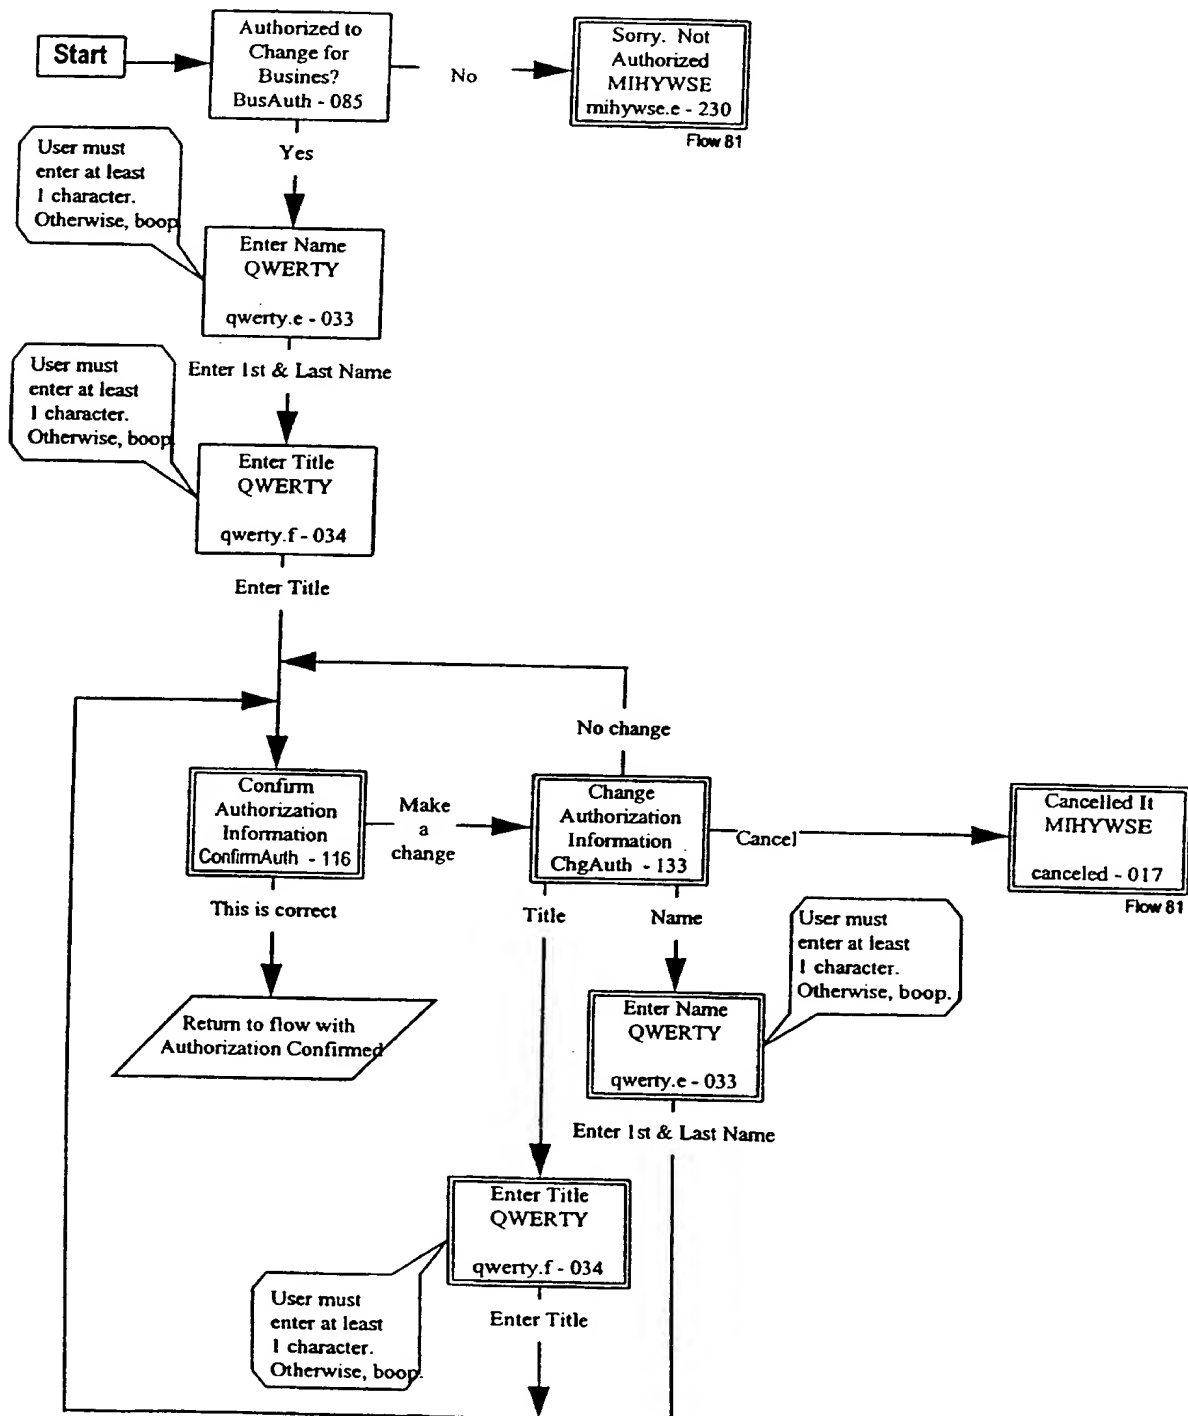 Start
Authorized to
Change for
Busines?
BusAuth - 085
No
Sorry. Not
Authorized
MIHYWSE
mihywse.e - 230
Flow 81
Yes
User must
enter at least
1 character.
Otherwise, boop.
Enter Name
QWERTY
qwerty.e - 033
Enter 1st & Last Name
User must
enter at least
1 character.
Otherwise, boop.
Enter Title
QWERTY
qwerty.f - 034
Enter Title
No change
Confirm
Authorization
Information
ConfirmAuth - 116
Make
a
change
Change
Authorization
Information
ChgAuth - 133
Cancel
Cancelled It
MIHYWSE
canceled - 017
Flow 81
This is correct
Title
Name
User must
enter at least
1 character.
Otherwise, boop.
Return to flow with
Authorization Confirmed
Enter Name
QWERTY
qwerty.e - 033
Enter 1st & Last Name
Enter Title
QWERTY
qwerty.f - 034
User must
enter at least
1 character.
Otherwise, boop.
Enter Title